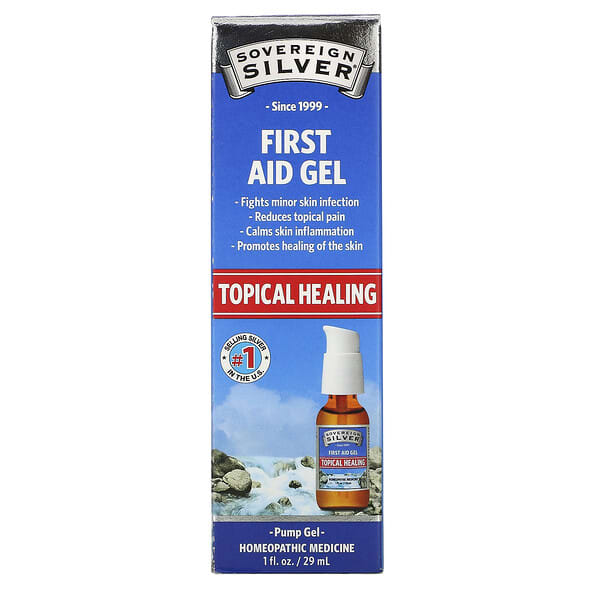 SOVEREIGN
SILVER®
- Since 1999 -
FIRST
AID GEL
- Fights minor skin infection
- Reduces topical pain
- Calms skin inflammation
- Promotes healing of the skin
TOPICAL HEALING
SELLING SILVER
#1
IN THE U.S.
SOVEREIGN
SILVER
FIRST AID GEL
TOPICAL HEALING
HOMEOPATHIC MEDICINE
-Pump Gel-
HOMEOPATHIC MEDICINE
1 fl. oz. / 29 mL